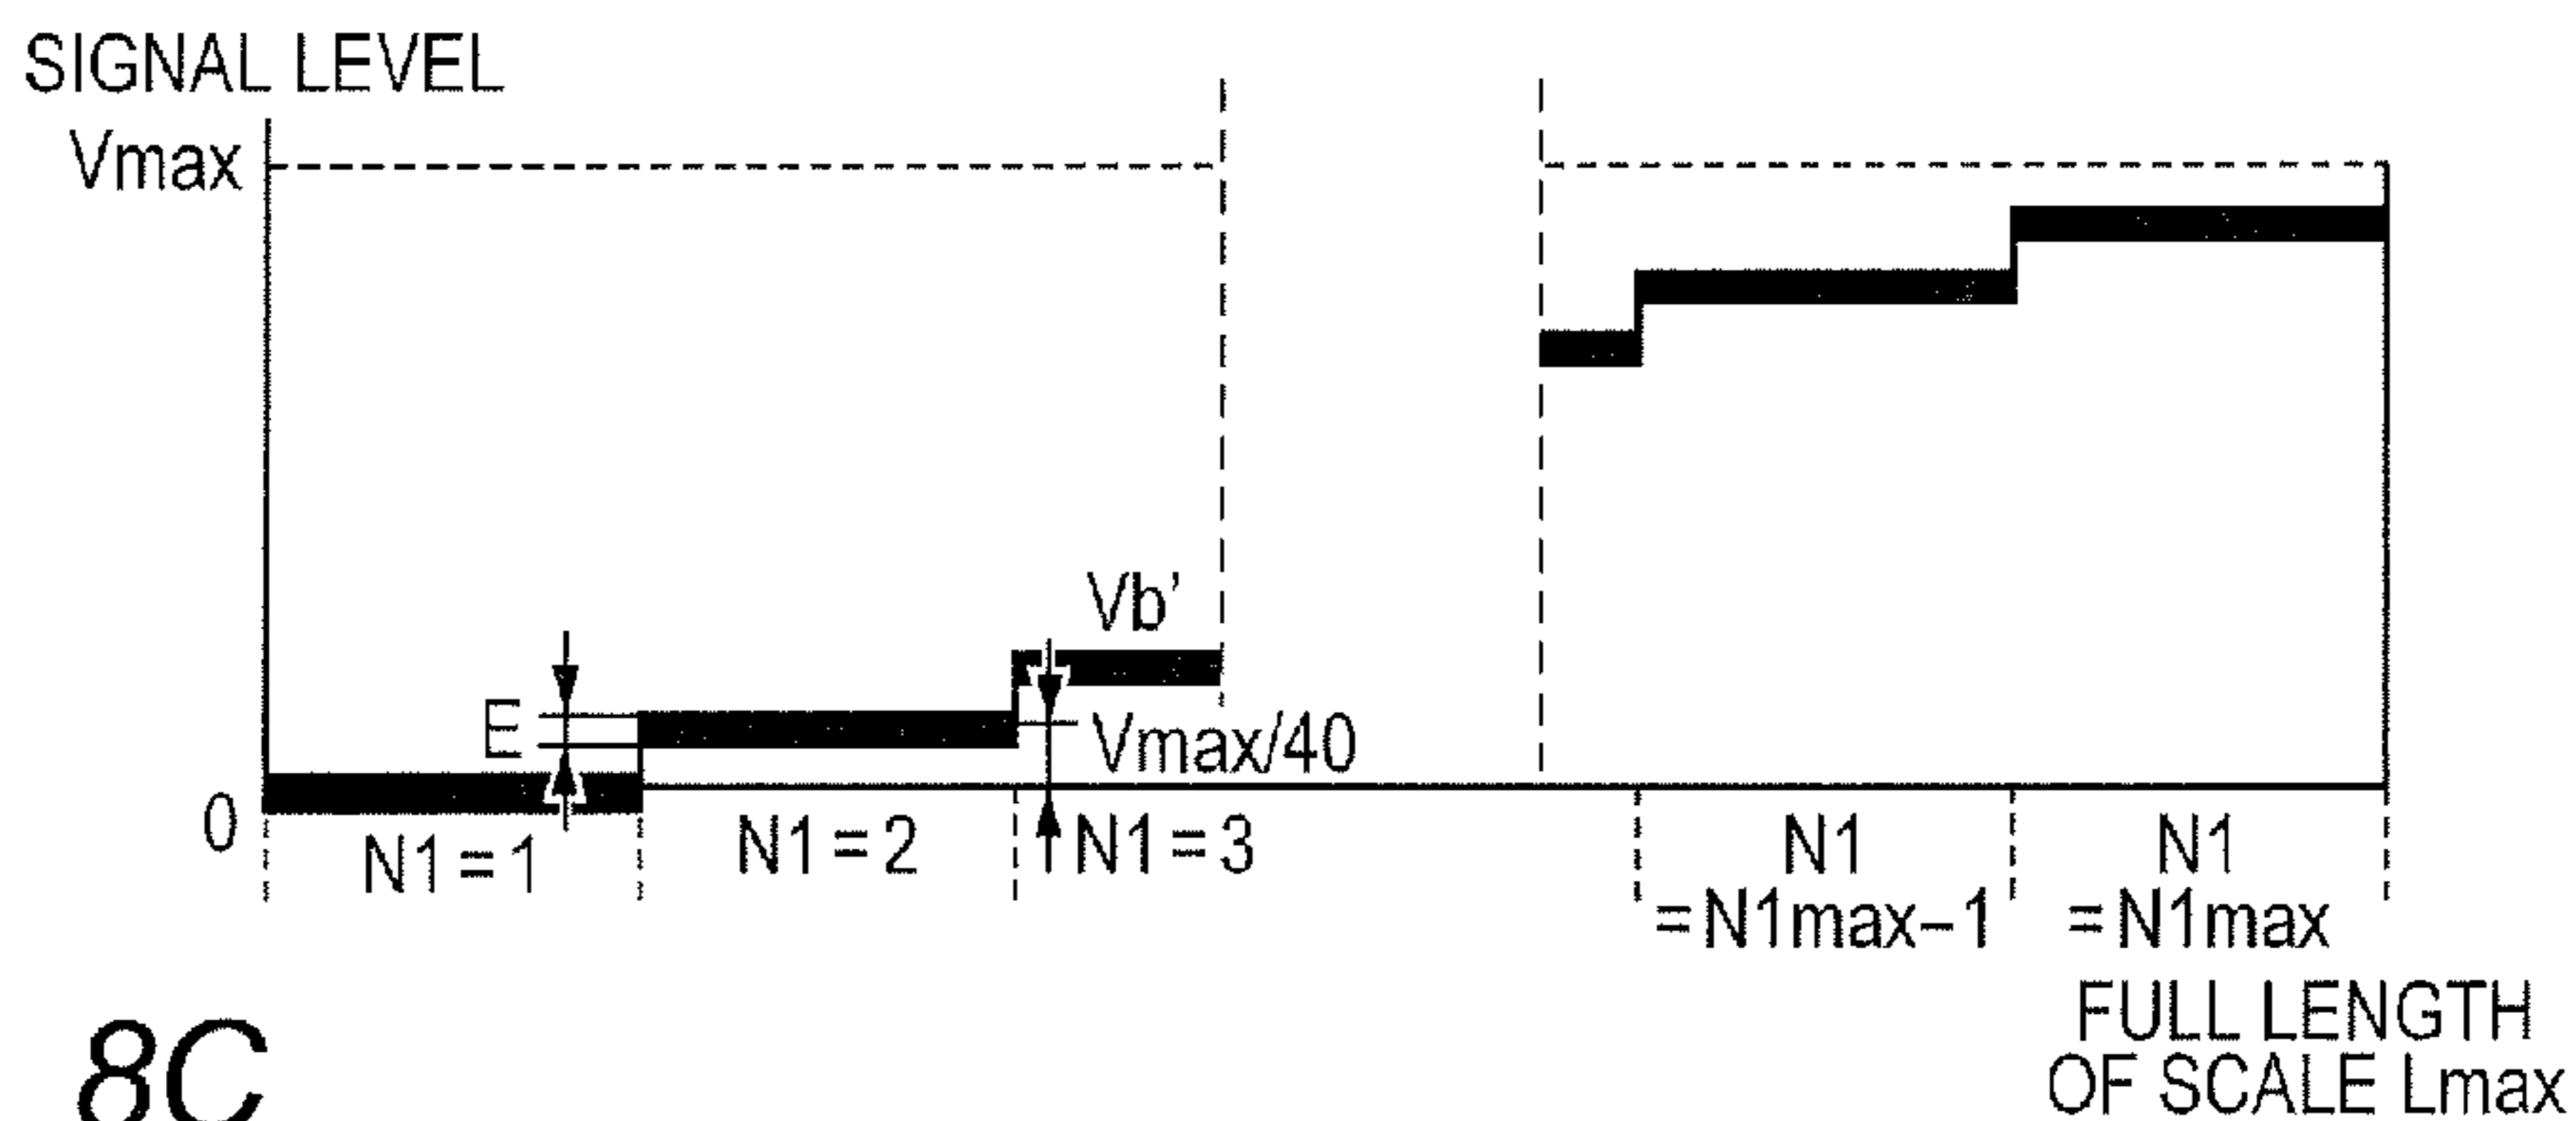 SIGNAL LEVEL
Vmax
Vb’
E
Vmax/40
0
N1=1
N1=2
N1=3
N1
=N1max–1
N1
=N1max
FULL LENGTH
OF SCALE Lmax
8C